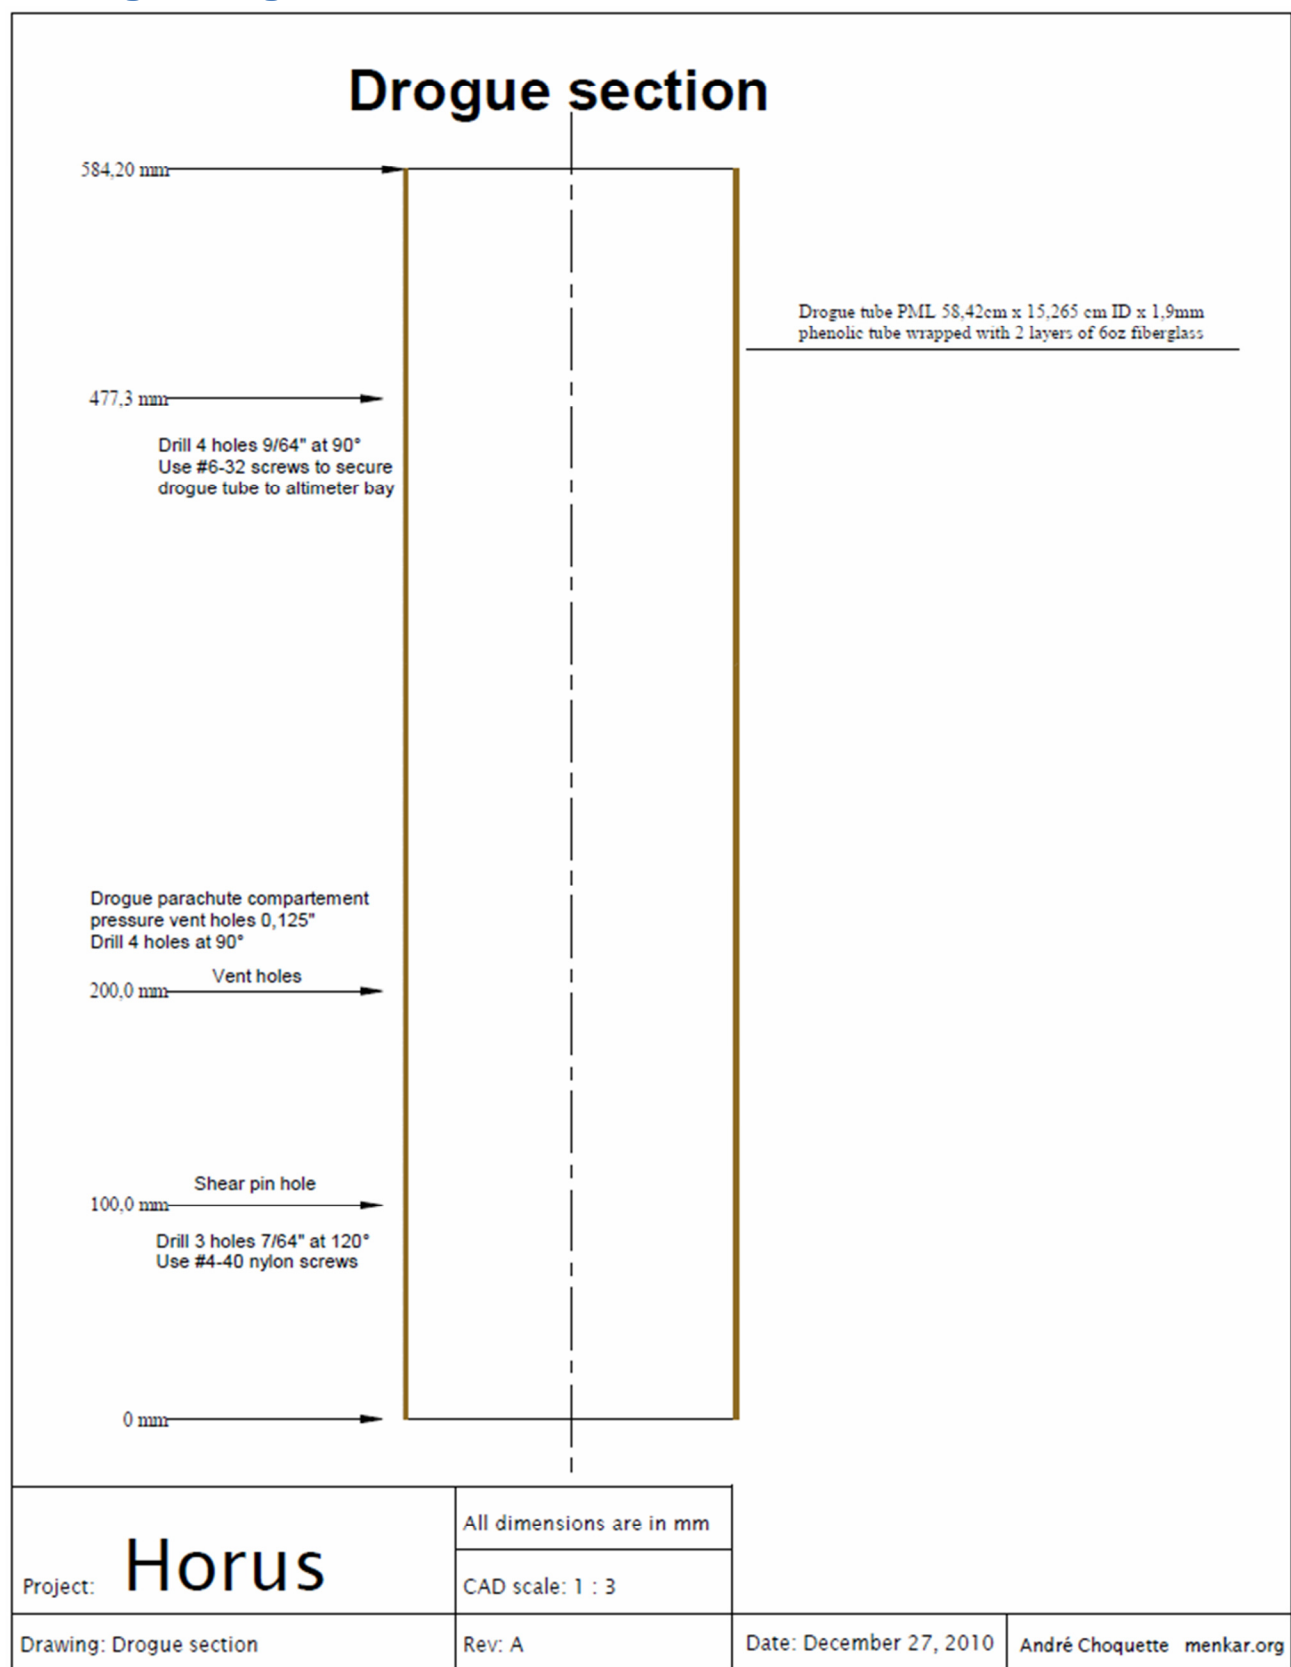 Drogue section
584,20 mm
Drogue tube PML 58,42cm x 15,265 cm ID x 1,9mm
phenolic tube wrapped with 2 layers of 6oz fiberglass
477,3 mm
Drill 4 holes 9/64" at 90°
Use #6-32 screws to secure
drogue tube to altimeter bay
Drogue parachute compartement
pressure vent holes 0,125"
Drill 4 holes at 90°
Vent holes
200,0 mm
Shear pin hole
100,0 mm
Drill 3 holes 7/64" at 120°
Use #4-40 nylon screws
0 mm
All dimensions are in mm
Project: Horus
CAD scale: 1 : 3
Drawing: Drogue section
Rev: A
Date: December 27, 2010
André Choquette menkar.org